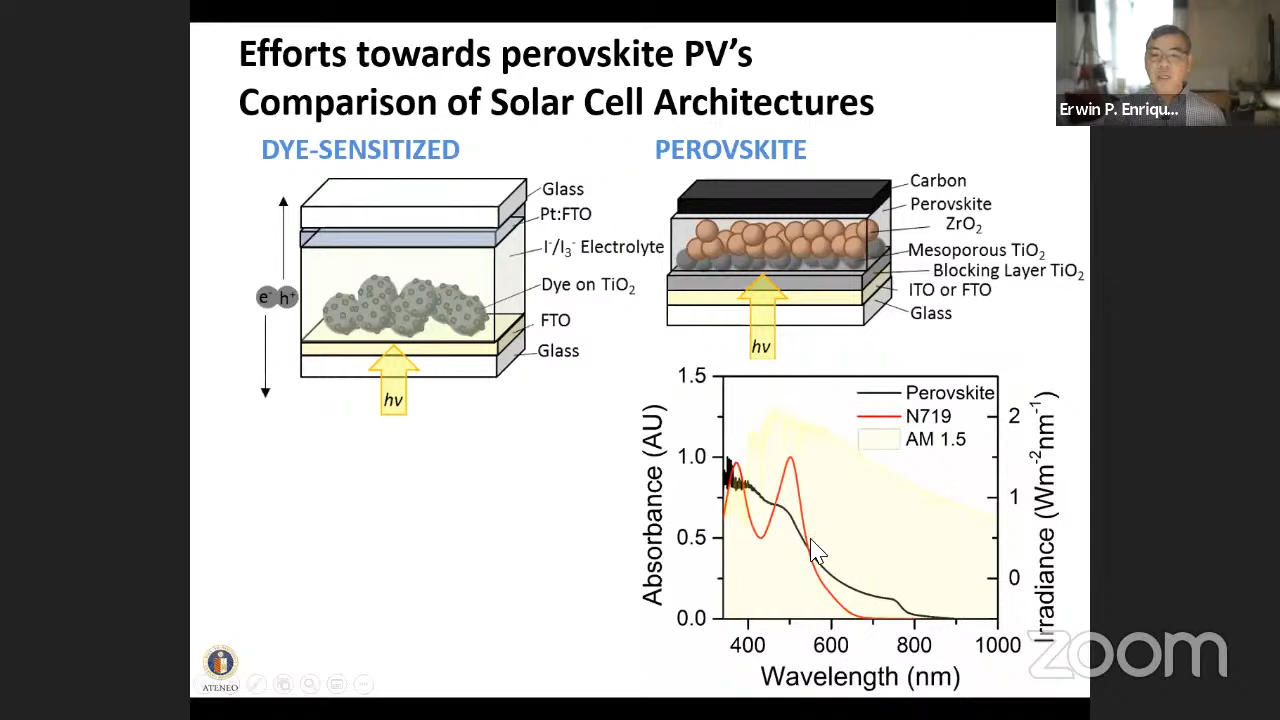 Efforts towards perovskite PV's
Comparison of Solar Cell Architectures
Erwin P. Enriqu...
DYE-SENSITIZED
Glass
Pt:FTO
I⁻/I₃⁻ Electrolyte
Dye on TiO₂
FTO
Glass
e⁻ h⁺
hν
PEROVSKITE
Carbon
Perovskite
ZrO₂
Mesoporous TiO₂
Blocking Layer TiO₂
ITO or FTO
Glass
hν
Perovskite
N719
AM 1.5
Absorbance (AU)
1.5
1.0
0.5
0.0
400 600 800 1000
Wavelength (nm)
2
1
0
Irradiance (Wm⁻²nm⁻¹)
ATENEO
zoom